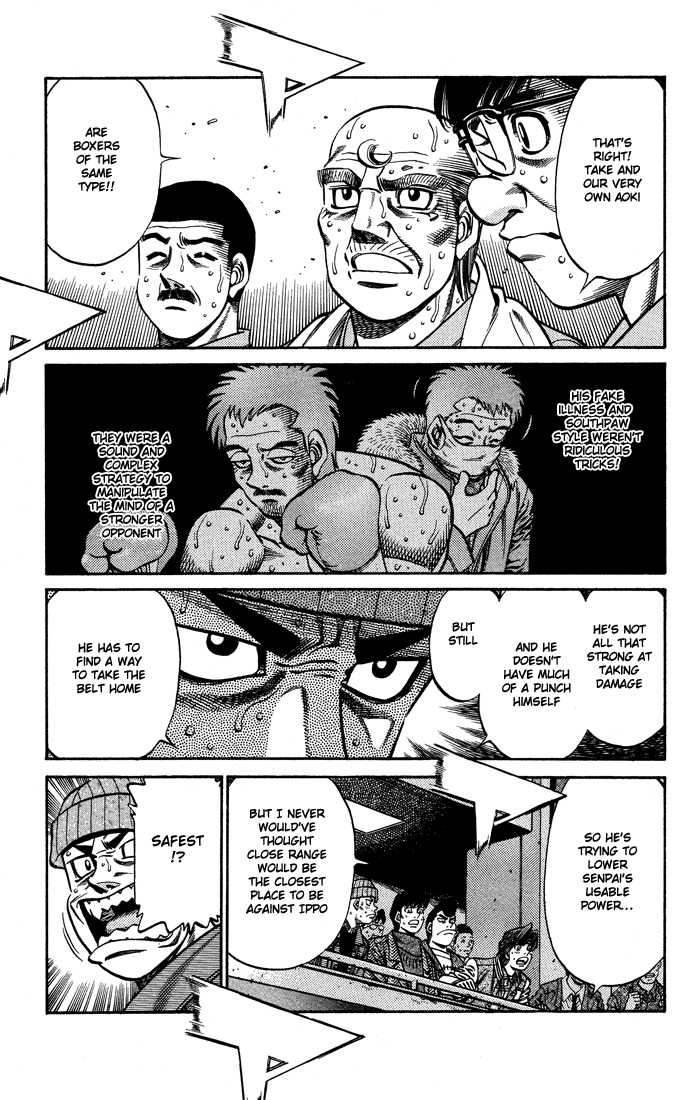 THAT'S
RIGHT!
TAKE AND
OUR VERY
OWN AOKI
ARE
BOXERS
OF THE
SAME
TYPE!!
HIS FAKE
ILLNESS AND
SOUTHPAW
STYLE WEREN'T
RIDICULOUS
TRICKS!
THEY WERE A
SOUND AND
COMPLEX
STRATEGY TO
MANIPULATE
THE MIND OF A
STRONGER
OPPONENT
HE'S NOT
ALL THAT
STRONG AT
TAKING
DAMAGE
AND HE
DOESN'T
HAVE MUCH
OF A PUNCH
HIMSELF
BUT
STILL
HE HAS TO
FIND A WAY
TO TAKE THE
BELT HOME
SO HE'S
TRYING TO
LOWER
SENPAI'S
USABLE
POWER...
BUT I NEVER
WOULD'VE
THOUGHT
CLOSE RANGE
WOULD BE
THE CLOSEST
PLACE TO BE
AGAINST IPPO
SAFEST
!?